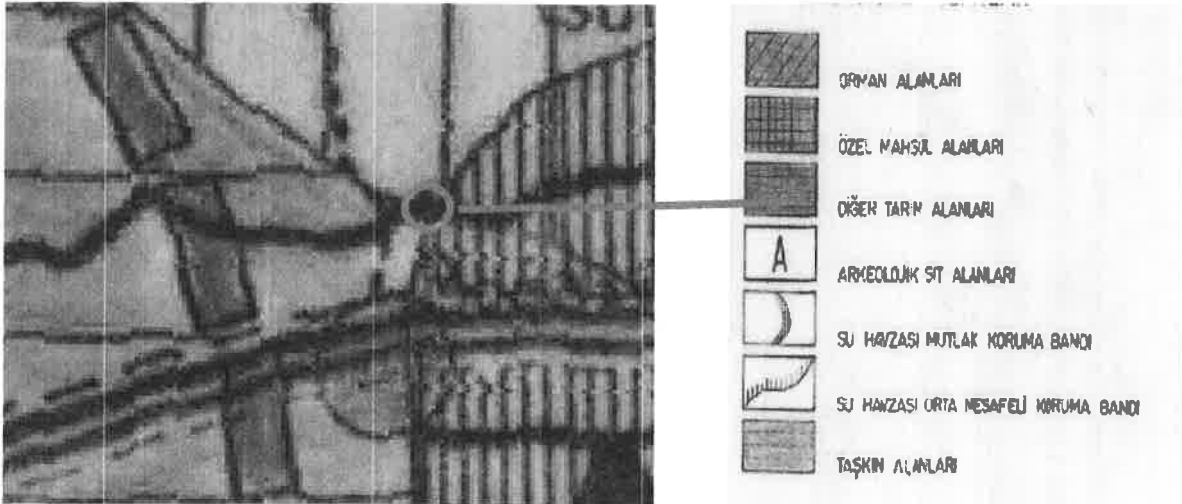 SU
ORMAN ALANLARI
ÖZEL MAHSUL ALANLARI
DİĞER TARIM ALANLARI
A
ARKEOLOJİK SİT ALANLARI
SU HAVZASI MUTLAK KORUMA BANDI
SU HAVZASI ORTA MESAFELİ KORUMA BANDI
TAŞKIN ALANLARI